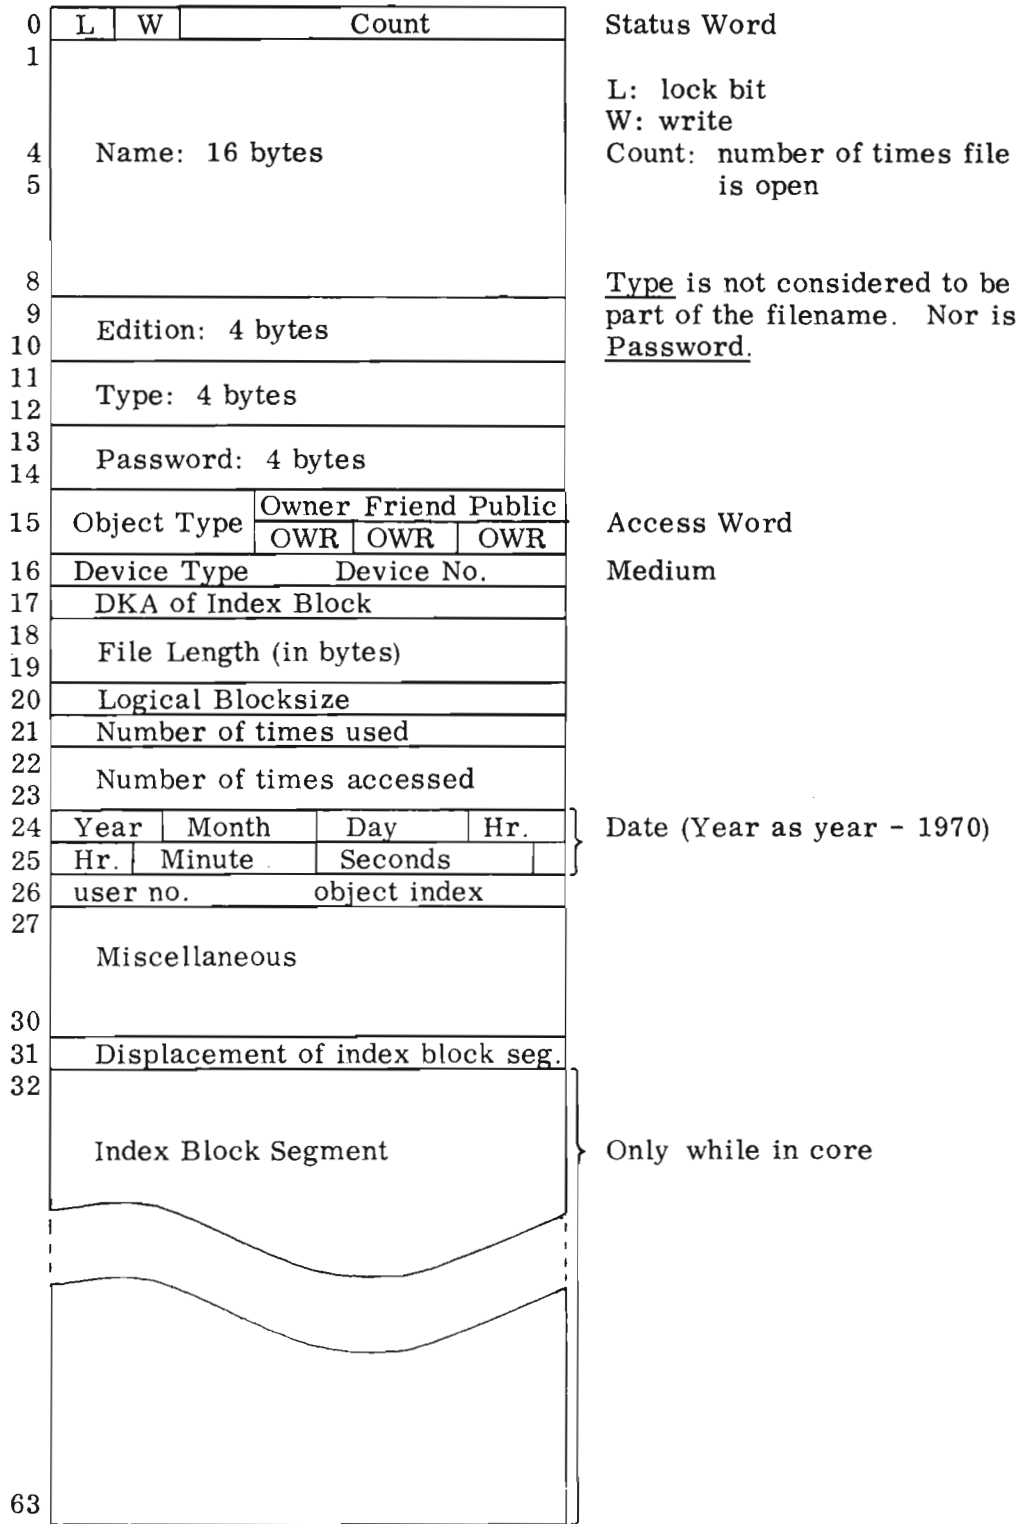 0 L W Count Status Word
1
L: lock bit
W: write
4 Name: 16 bytes Count: number of times file
5 is open
8 Type is not considered to be
9 part of the filename. Nor is
Edition: 4 bytes
10 Password.
11
Type: 4 bytes
12
13
Password: 4 bytes
14
Owner Friend Public
15 Object Type Access Word
OWR OWR OWR
16 Device Type Device No. Medium
17 DKA of Index Block
18
File Length (in bytes)
19
20 Logical Blocksize
21 Number of times used
22
Number of times accessed
23
24 Year Month Day Hr. Date (Year as year - 1970)
25 Hr. Minute Seconds
26 user no. object index
27
Miscellaneous
30
31 Displacement of index block seg.
32
Index Block Segment Only while in core
63